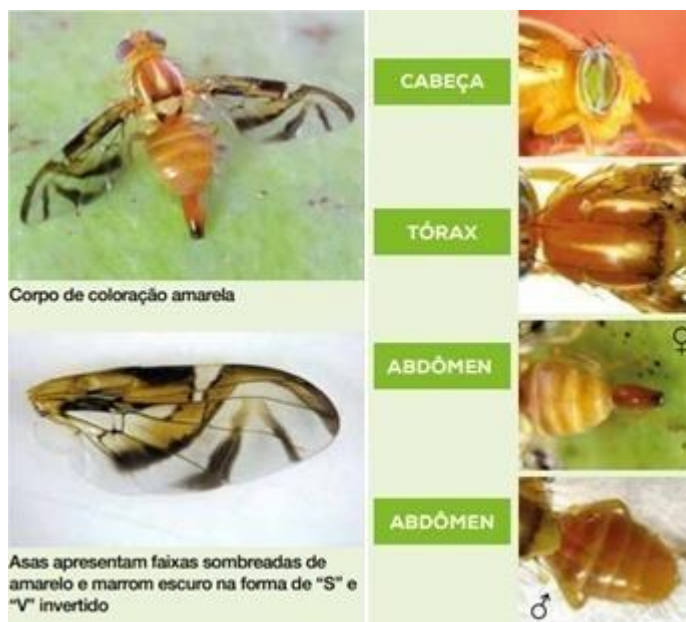 Corpo de coloração amarela
Asas apresentam faixas sombreadas de
amarelo e marrom escuro na forma de “S” e
“V” invertido
CABEÇA
TÓRAX
ABDÔMEN
♀
ABDÔMEN
♂